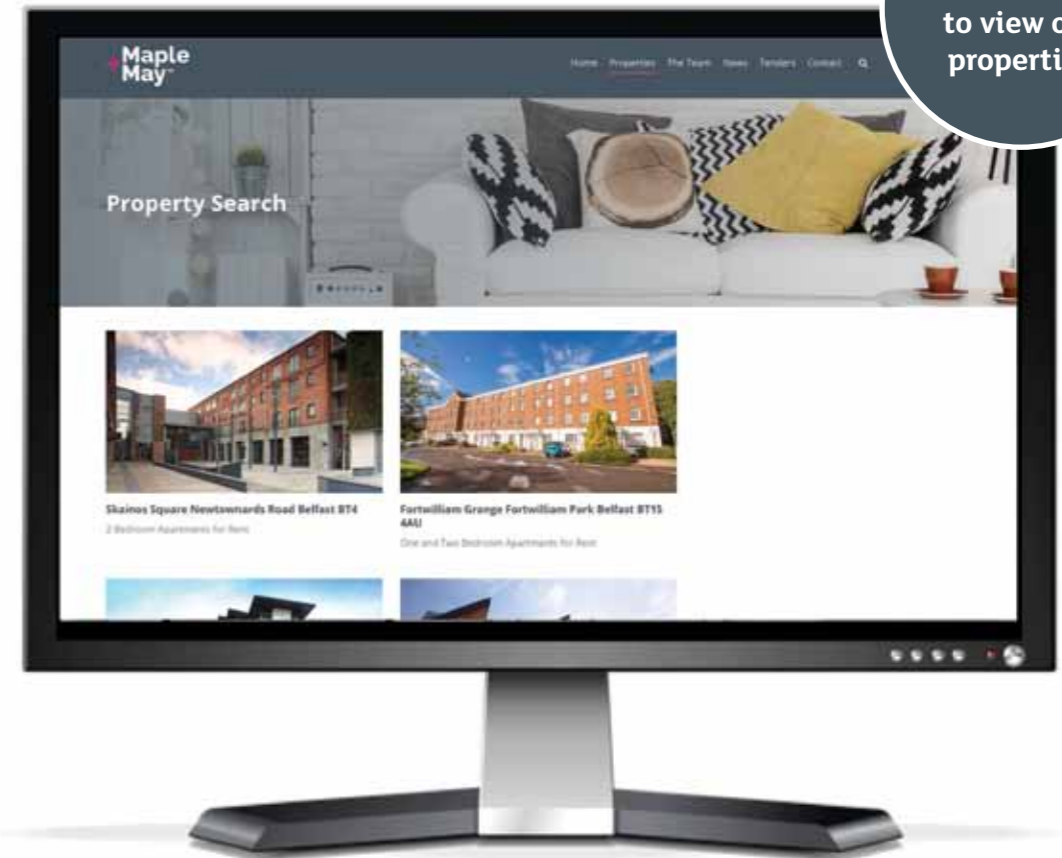 to view o
properti
Maple
May™
Home Properties The Team News Tenders Contact
Property Search
Skainos Square Newtownards Road Belfast BT4
2 Bedroom Apartments for Rent
Fortwilliam Grange Fortwilliam Park Belfast BT15
4AU
One and Two Bedroom Apartments for Rent